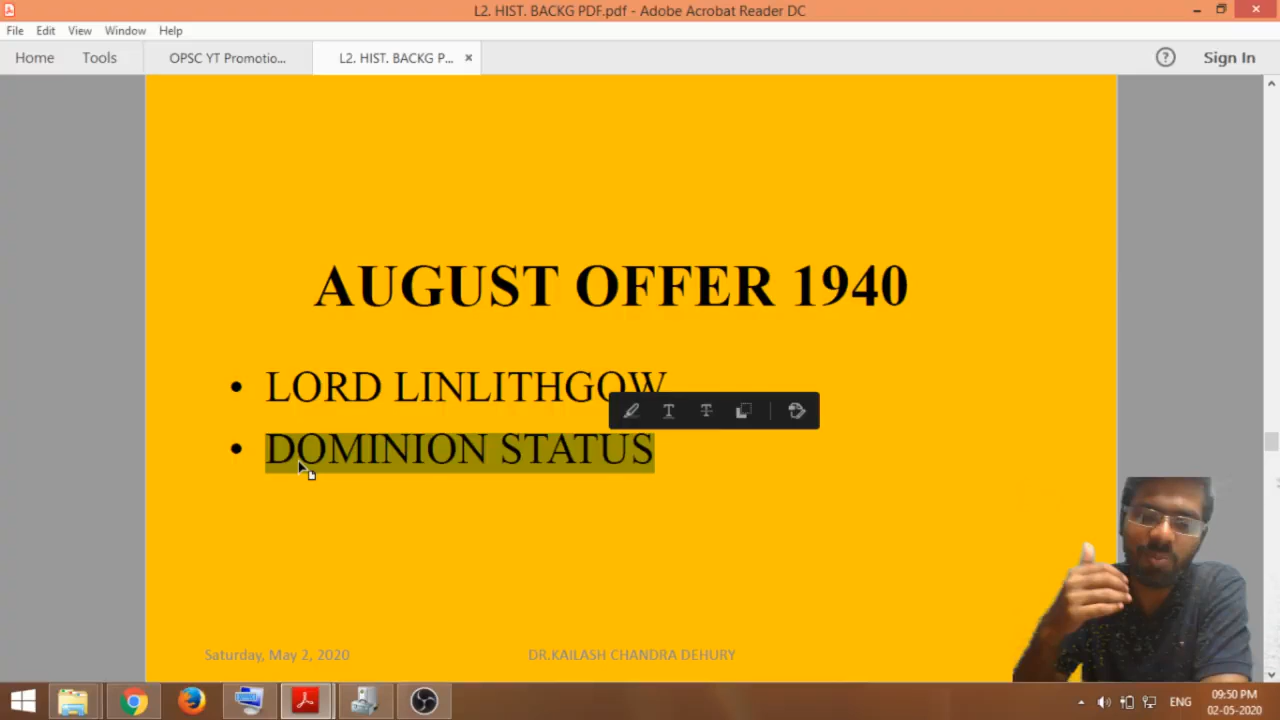 L2. HIST. BACKG PDF.pdf - Adobe Acrobat Reader DC
File Edit View Window Help
Home Tools OPSC YT Promotio... L2. HIST. BACKG P... × ? Sign In
AUGUST OFFER 1940
• LORD LINLITHGOW
• DOMINION STATUS
Saturday, May 2, 2020 DR.KAILASH CHANDRA DEHURY
ENG 09:50 PM
02-05-2020